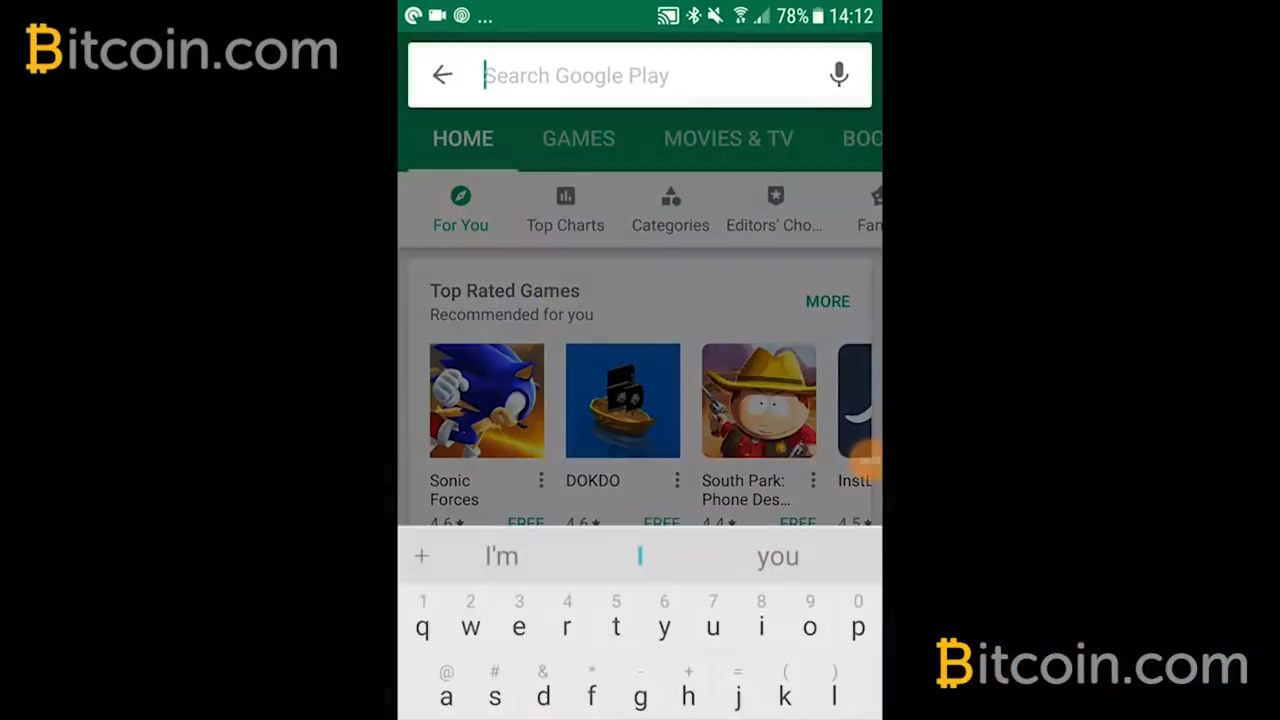 ... 78% 14:12
Bitcoin.com
Search Google Play
HOME GAMES MOVIES & TV BOO
For You Top Charts Categories Editors' Cho... Fan
Top Rated Games
MORE
Recommended for you
Sonic Forces
DOKDO
South Park: Phone Des...
InstL
4.6★ FREE 4.6★ FREE 4.4★ FREE 4.5★
+ I'm I you
1 2 3 4 5 6 7 8 9 0
q w e r t y u i o p
@ # & * - + = ( )
a s d f g h j k l
Bitcoin.com